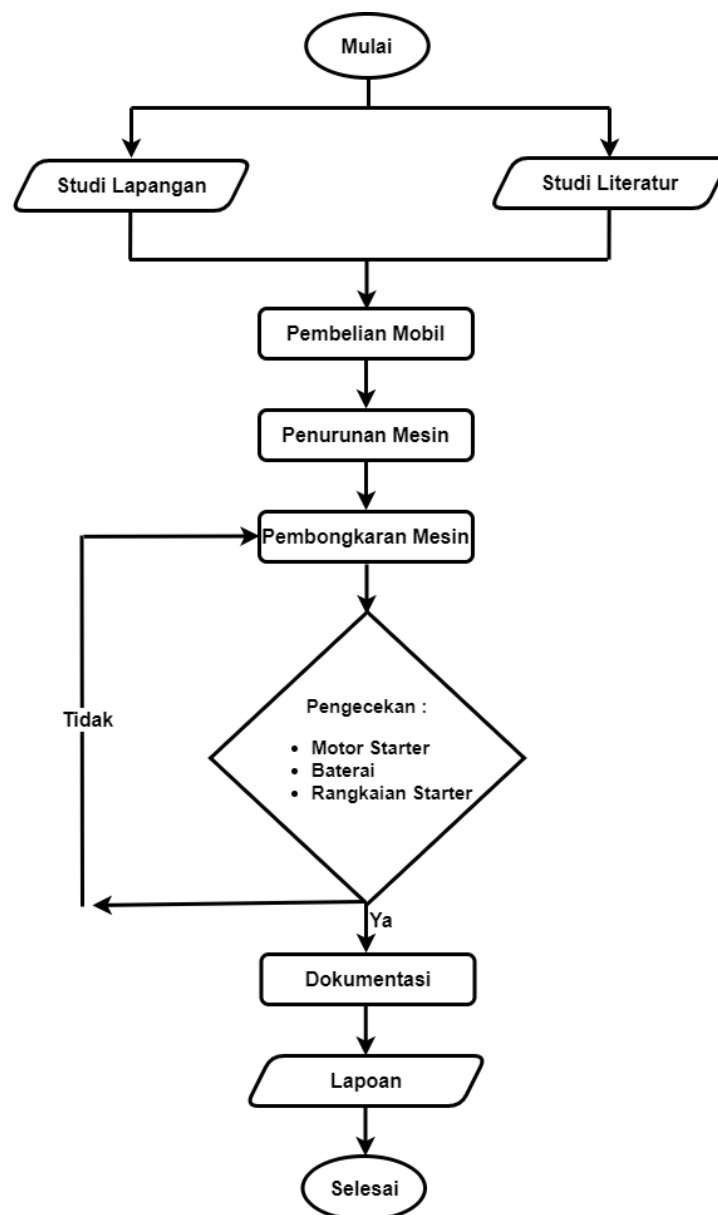 Mulai
Studi Lapangan
Studi Literatur
Pembelian Mobil
Penurunan Mesin
Pembongkaran Mesin
Pengecekan :
• Motor Starter
• Baterai
• Rangkaian Starter
Tidak
Ya
Dokumentasi
Lapoan
Selesai